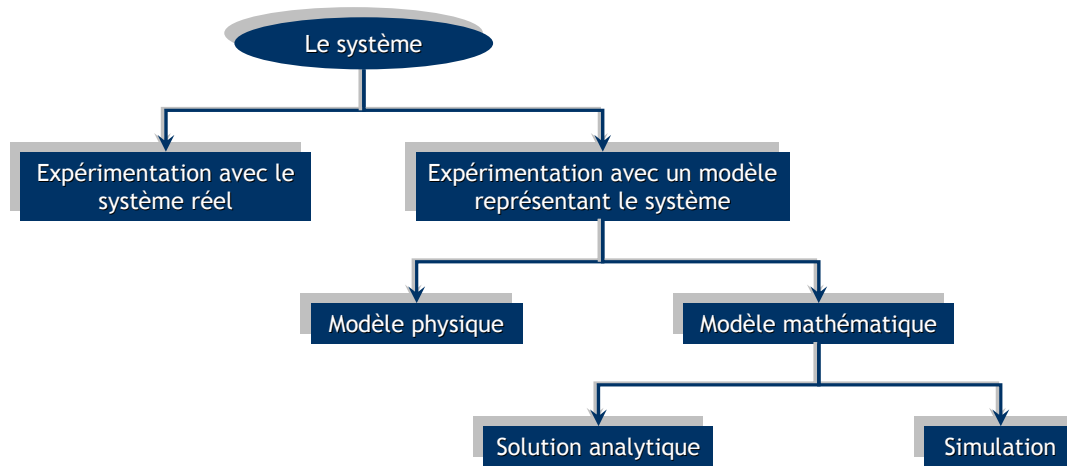 Le système
Expérimentation avec le
système réel
Expérimentation avec un modèle
représentant le système
Modèle physique
Modèle mathématique
Solution analytique
Simulation